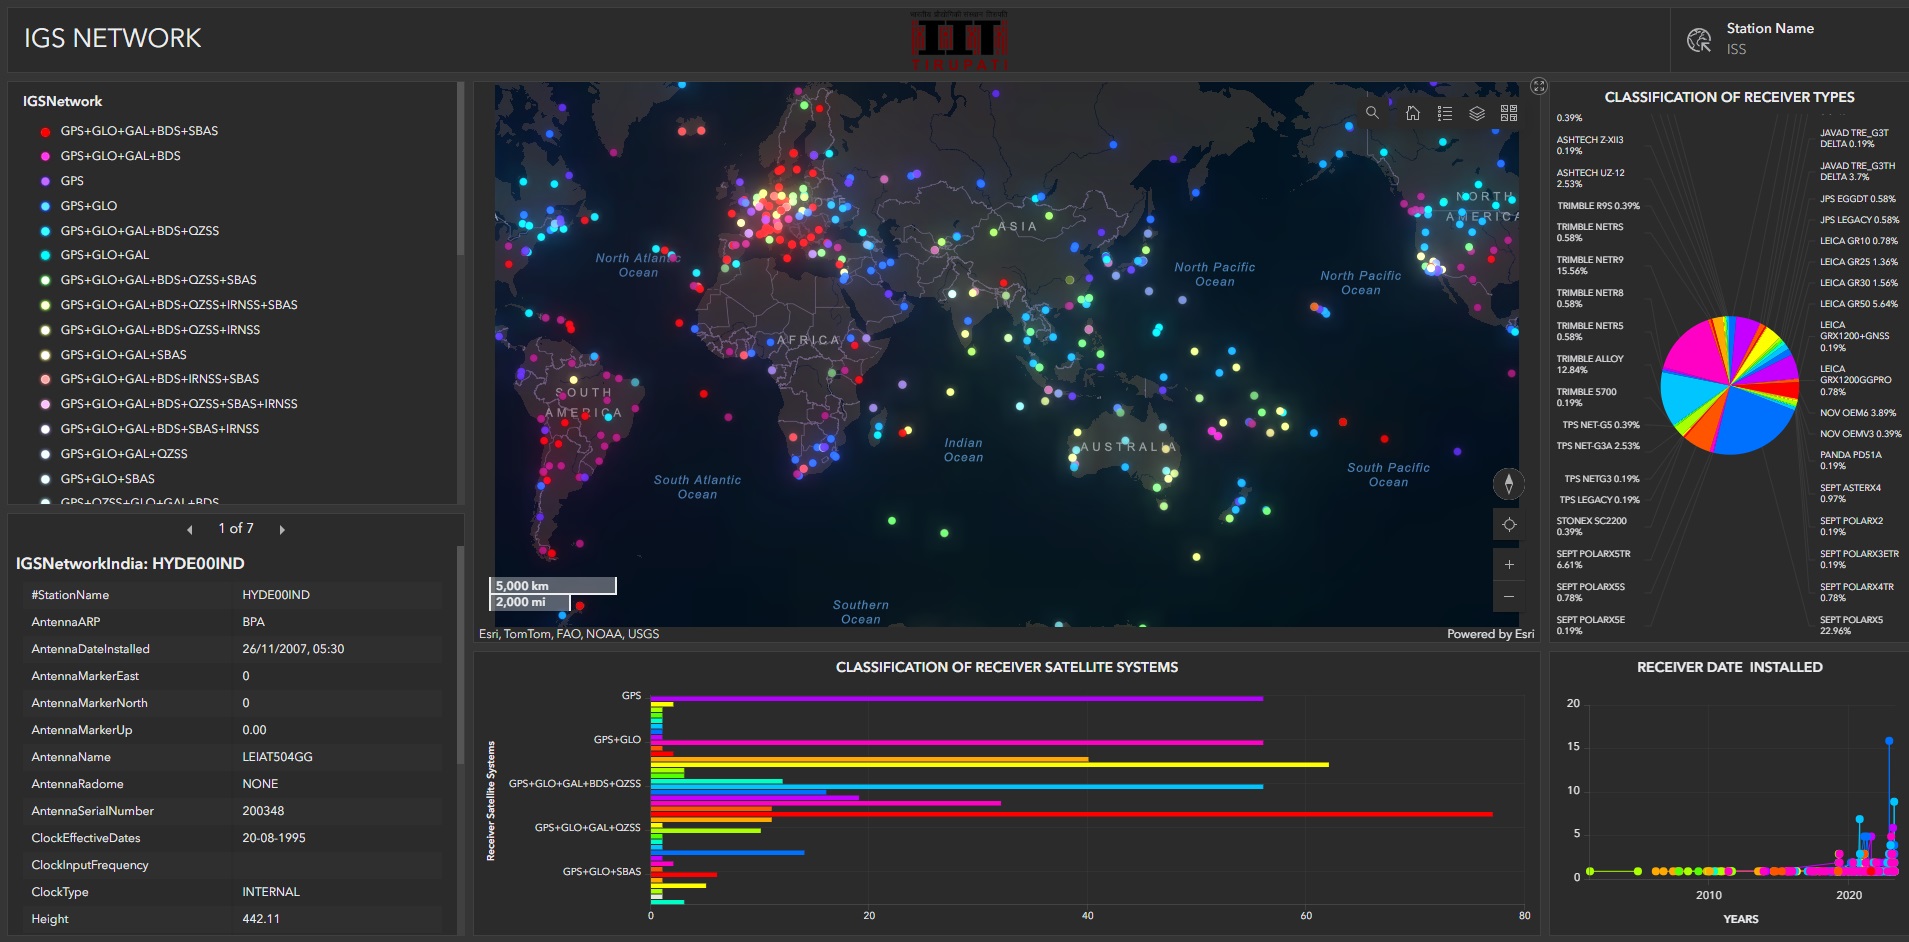 IGS NETWORK
भारतीय प्रौद्योगिकी संस्थान तिरुपति
TIRUPATI
Station Name
ISS
IGSNetwork
GPS+GLO+GAL+BDS+SBAS
GPS+GLO+GAL+BDS
GPS
GPS+GLO
GPS+GLO+GAL+BDS+QZSS
GPS+GLO+GAL
GPS+GLO+GAL+BDS+QZSS+SBAS
GPS+GLO+GAL+BDS+QZSS+IRNSS+SBAS
GPS+GLO+GAL+BDS+QZSS+IRNSS
GPS+GLO+GAL+SBAS
GPS+GLO+GAL+BDS+IRNSS+SBAS
GPS+GLO+GAL+BDS+QZSS+SBAS+IRNSS
GPS+GLO+GAL+BDS+SBAS+IRNSS
GPS+GLO+GAL+QZSS
GPS+GLO+SBAS
GPS+QZSS+GLO+GAL+BDS
1 of 7
IGSNetworkIndia: HYDE00IND
#StationName HYDE00IND
AntennaARP BPA
AntennaDateInstalled 26/11/2007, 05:30
AntennaMarkerEast 0
AntennaMarkerNorth 0
AntennaMarkerUp 0.00
AntennaName LEIAT504GG
AntennaRadome NONE
AntennaSerialNumber 200348
ClockEffectiveDates 20-08-1995
ClockInputFrequency
ClockType INTERNAL
Height 442.11
North Atlantic
Ocean
ASIA
NORTH
AMERICA
North Pacific
Ocean
North Pacific
Ocean
AFRICA
SOUTH
AMERICA
Indian
Ocean
AUSTRALIA
South Atlantic
Ocean
South Pacific
Ocean
Southern
Ocean
5,000 km
2,000 mi
Esri, TomTom, FAO, NOAA, USGS
Powered by Esri
CLASSIFICATION OF RECEIVER TYPES
0.39%
ASHTECH Z-XII3
0.19%
ASHTECH UZ-12
2.53%
TRIMBLE R9S 0.39%
TRIMBLE NETRS
0.58%
TRIMBLE NETR9
15.56%
TRIMBLE NETR8
0.58%
TRIMBLE NETR5
0.58%
TRIMBLE ALLOY
12.84%
TRIMBLE 5700
0.19%
TPS NET-G5 0.39%
TPS NET-G3A 2.53%
TPS NETG3 0.19%
TPS LEGACY 0.19%
STONEX SC2200
0.39%
SEPT POLARX5TR
6.61%
SEPT POLARX5S
0.78%
SEPT POLARX5E
0.19%
JAVAD TRE_G3T
DELTA 0.19%
JAVAD TRE_G3TH
DELTA 3.7%
JPS EGGDT 0.58%
JPS LEGACY 0.58%
LEICA GR10 0.78%
LEICA GR25 1.36%
LEICA GR30 1.56%
LEICA GR50 5.64%
LEICA
GRX1200+GNSS
0.19%
LEICA
GRX1200GGPRO
0.78%
NOV OEM6 3.89%
NOV OEMV3 0.39%
PANDA PD51A
0.19%
SEPT ASTERX4
0.97%
SEPT POLARX2
0.19%
SEPT POLARX3ETR
0.19%
SEPT POLARX4TR
0.78%
SEPT POLARX5
22.96%
CLASSIFICATION OF RECEIVER SATELLITE SYSTEMS
Receiver Satellite Systems
GPS
GPS+GLO
GPS+GLO+GAL+BDS+QZSS
GPS+GLO+GAL+QZSS
GPS+GLO+SBAS
0 20 40 60 80
RECEIVER DATE INSTALLED
20
15
10
5
0
2010 2020
YEARS